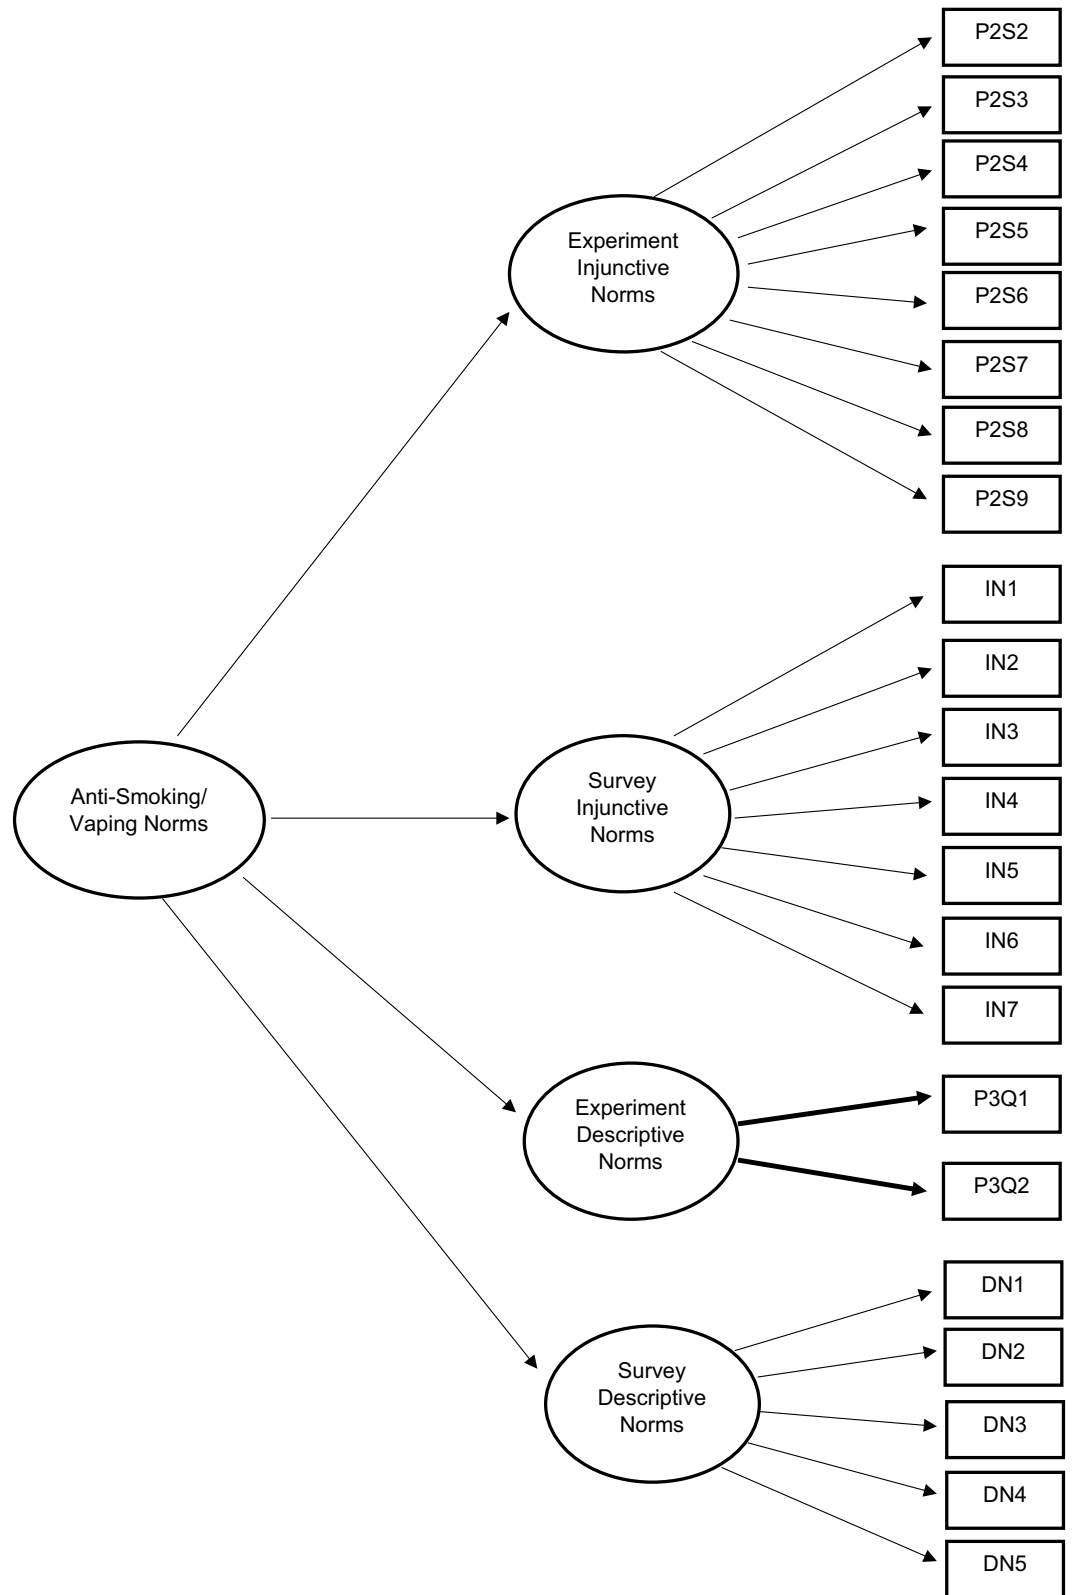 P2S2
P2S3
P2S4
P2S5
P2S6
P2S7
P2S8
P2S9
Experiment
Injunctive
Norms
IN1
IN2
IN3
IN4
IN5
IN6
IN7
Survey
Injunctive
Norms
Anti-Smoking/
Vaping Norms
P3Q1
P3Q2
Experiment
Descriptive
Norms
DN1
DN2
DN3
DN4
DN5
Survey
Descriptive
Norms